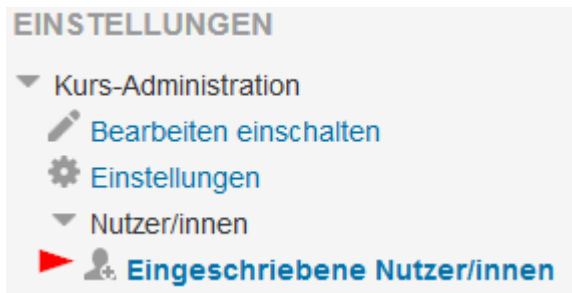 EINSTELLUNGEN
Kurs-Administration
Bearbeiten einschalten
Einstellungen
Nutzer/innen
Eingeschriebene Nutzer/innen